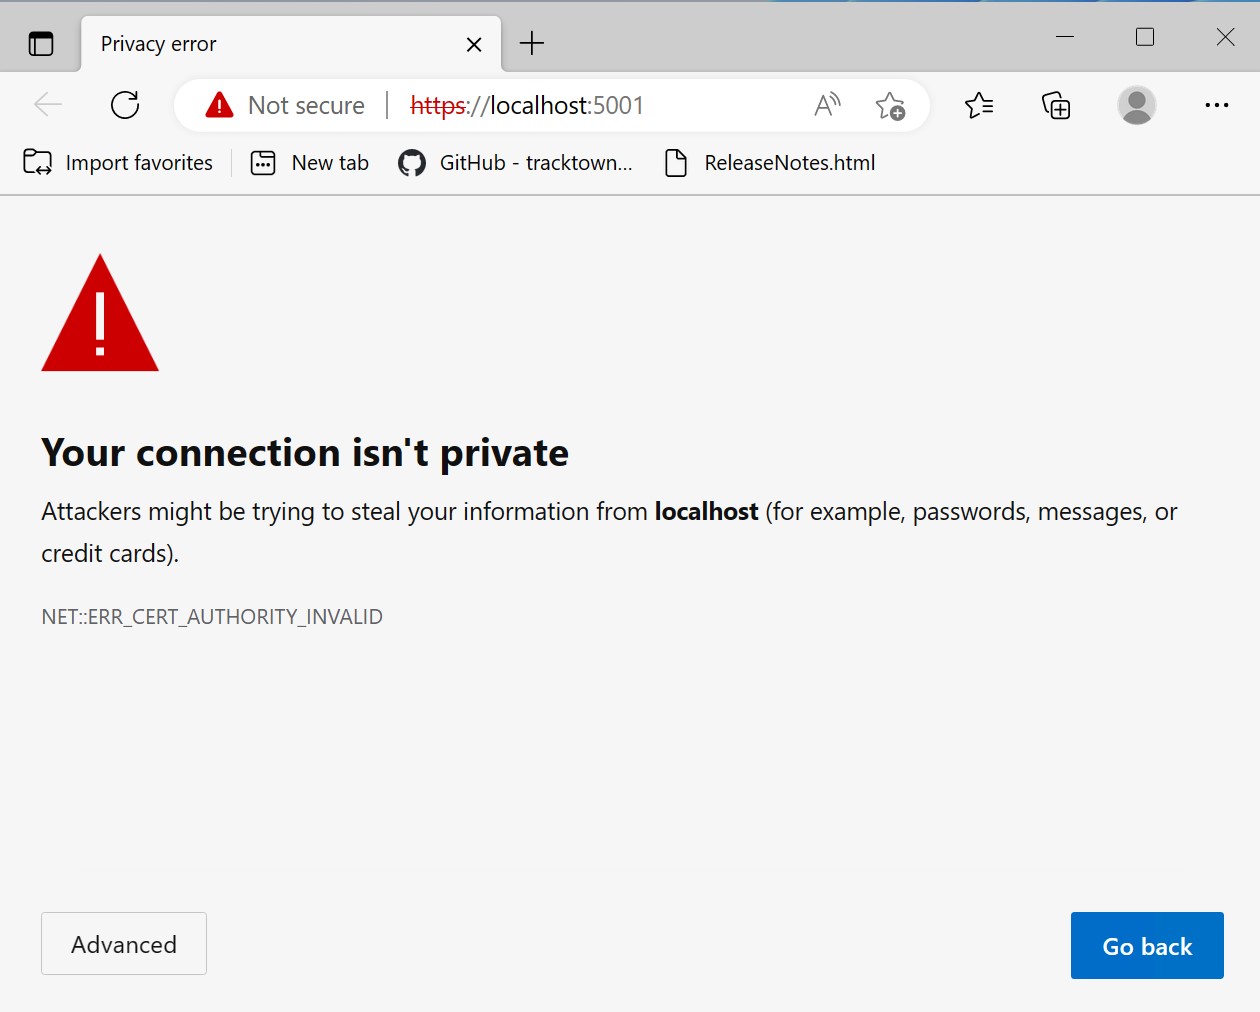 Privacy error
Not secure | https://localhost:5001
Import favorites
New tab
GitHub - tracktown...
ReleaseNotes.html
Your connection isn't private
Attackers might be trying to steal your information from localhost (for example, passwords, messages, or
credit cards).
NET::ERR_CERT_AUTHORITY_INVALID
Advanced
Go back